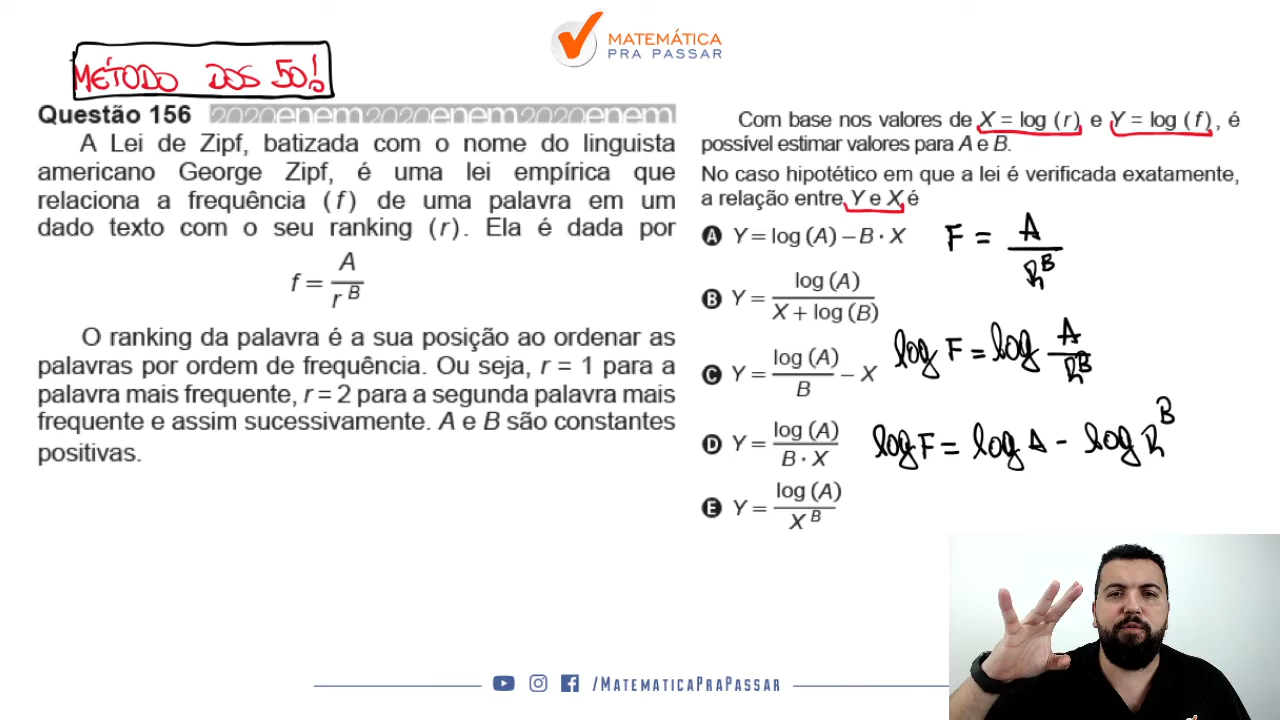 MATEMÁTICA
PRA PASSAR
MÉTODO DOS 50!
Questão 156 2020enem2020enem2020enem
A Lei de Zipf, batizada com o nome do linguista
americano George Zipf, é uma lei empírica que
relaciona a frequência (f) de uma palavra em um
dado texto com o seu ranking (r). Ela é dada por
f = A / r^B
O ranking da palavra é a sua posição ao ordenar as
palavras por ordem de frequência. Ou seja, r = 1 para a
palavra mais frequente, r = 2 para a segunda palavra mais
frequente e assim sucessivamente. A e B são constantes
positivas.
Com base nos valores de X = log (r) e Y = log (f), é
possível estimar valores para A e B.
No caso hipotético em que a lei é verificada exatamente,
a relação entre Y e X é
A Y = log (A) – B · X
B Y = log (A) / X + log (B)
C Y = log (A) / B – X
D Y = log (A) / B · X
E Y = log (A) / X^B
F = A / R^B
log F = log A / R^B
log F = log A - log R^B
/MatematicaPraPassar